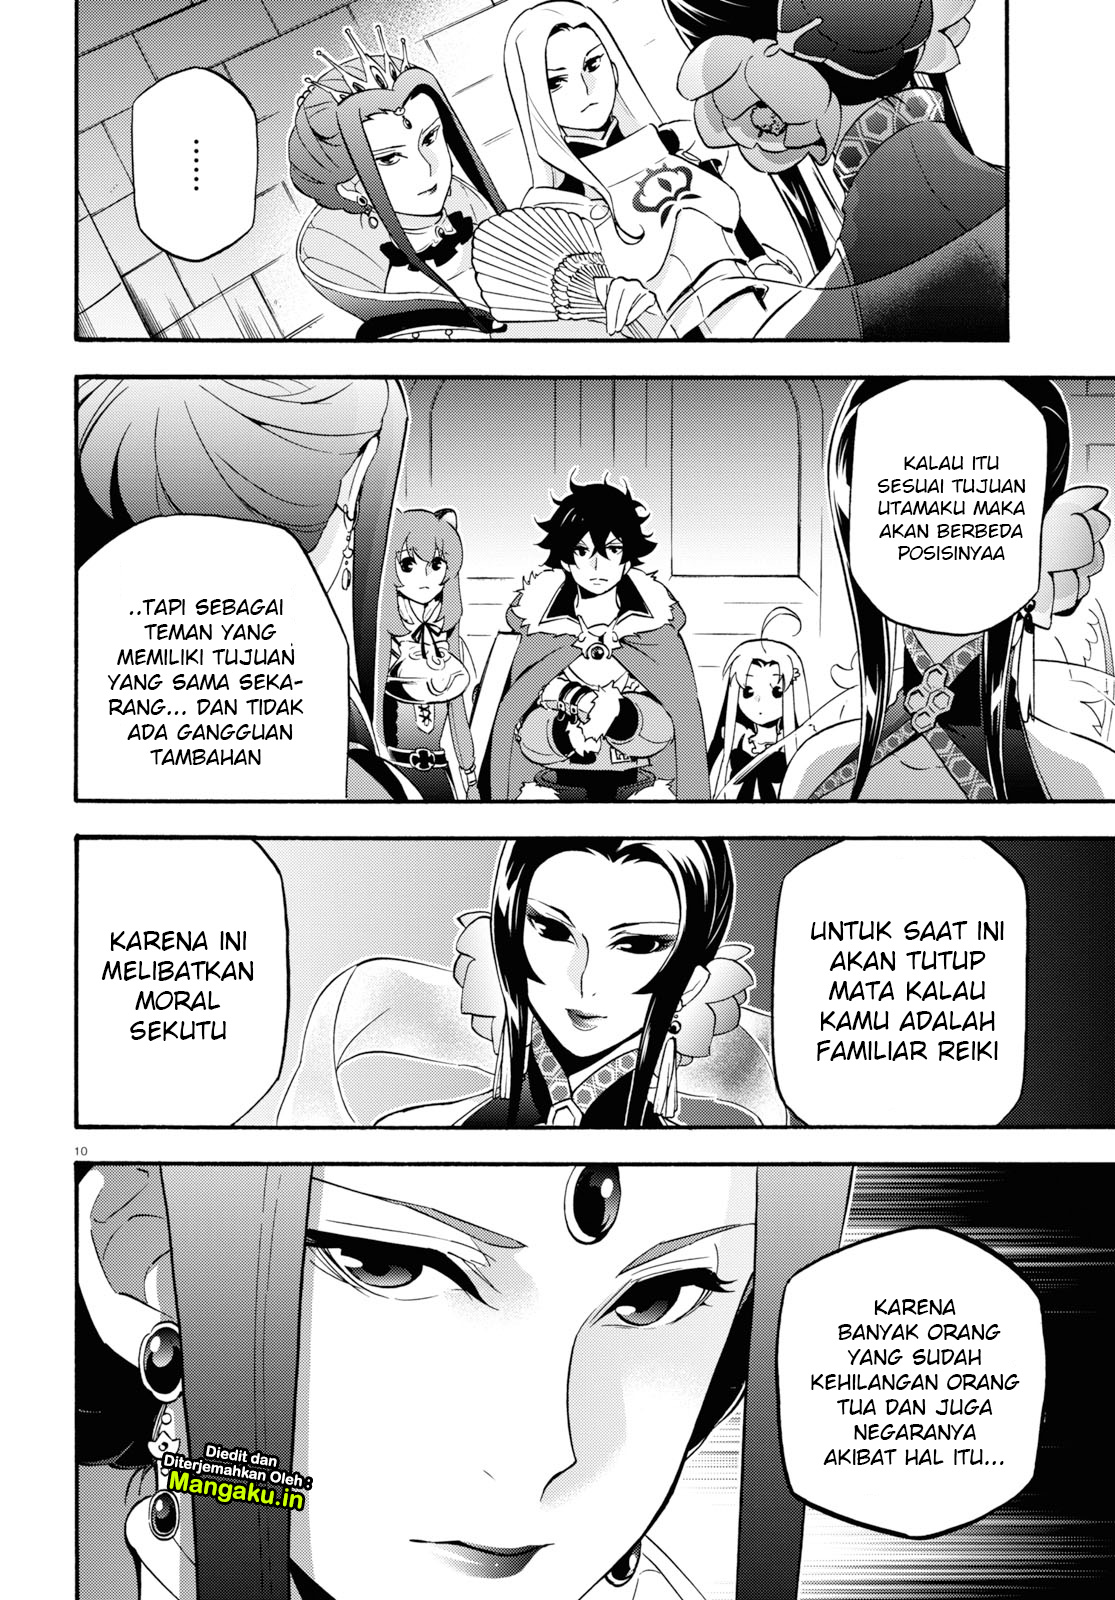 ......
KALAU ITU
SESUAI TUJUAN
UTAMAKU MAKA
AKAN BERBEDA
POSISINYAA
..TAPI SEBAGAI
TEMAN YANG
MEMILIKI TUJUAN
YANG SAMA SEKA-
RANG... DAN TIDAK
ADA GANGGUAN
TAMBAHAN
UNTUK SAAT INI
AKAN TUTUP
MATA KALAU
KAMU ADALAH
FAMILIAR REIKI
KARENA INI
MELIBATKAN
MORAL
SEKUTU
10
KARENA
BANYAK ORANG
YANG SUDAH
KEHILANGAN ORANG
TUA DAN JUGA
NEGARANYA
AKIBAT HAL ITU...
Diedit dan
Diterjemahkan Oleh :
Mangaku.in